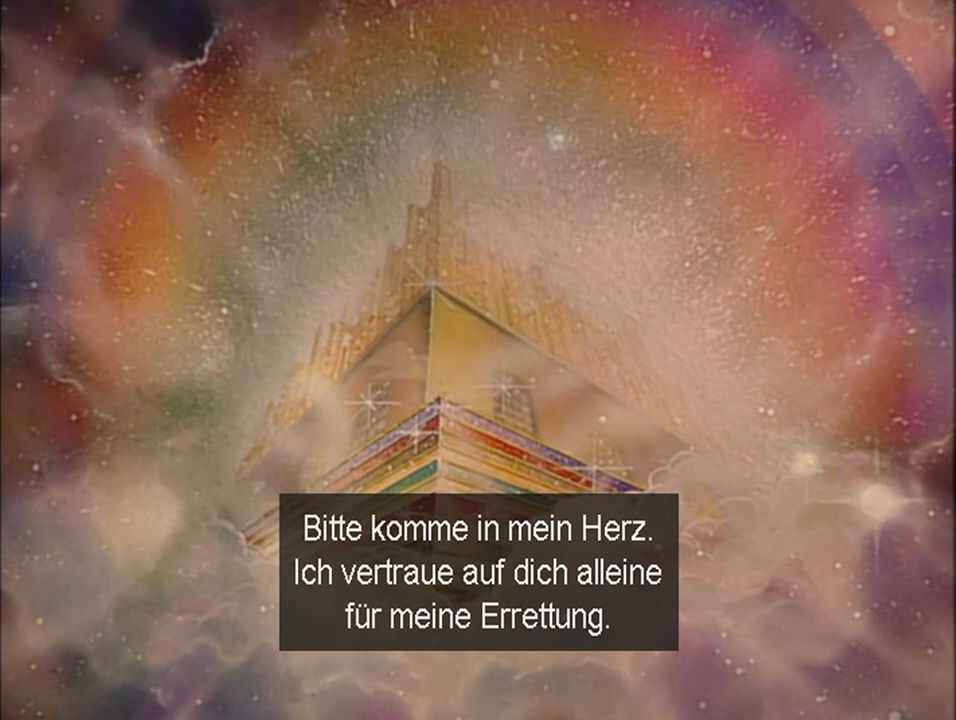 Bitte komme in mein Herz.
Ich vertraue auf dich alleine
für meine Errettung.